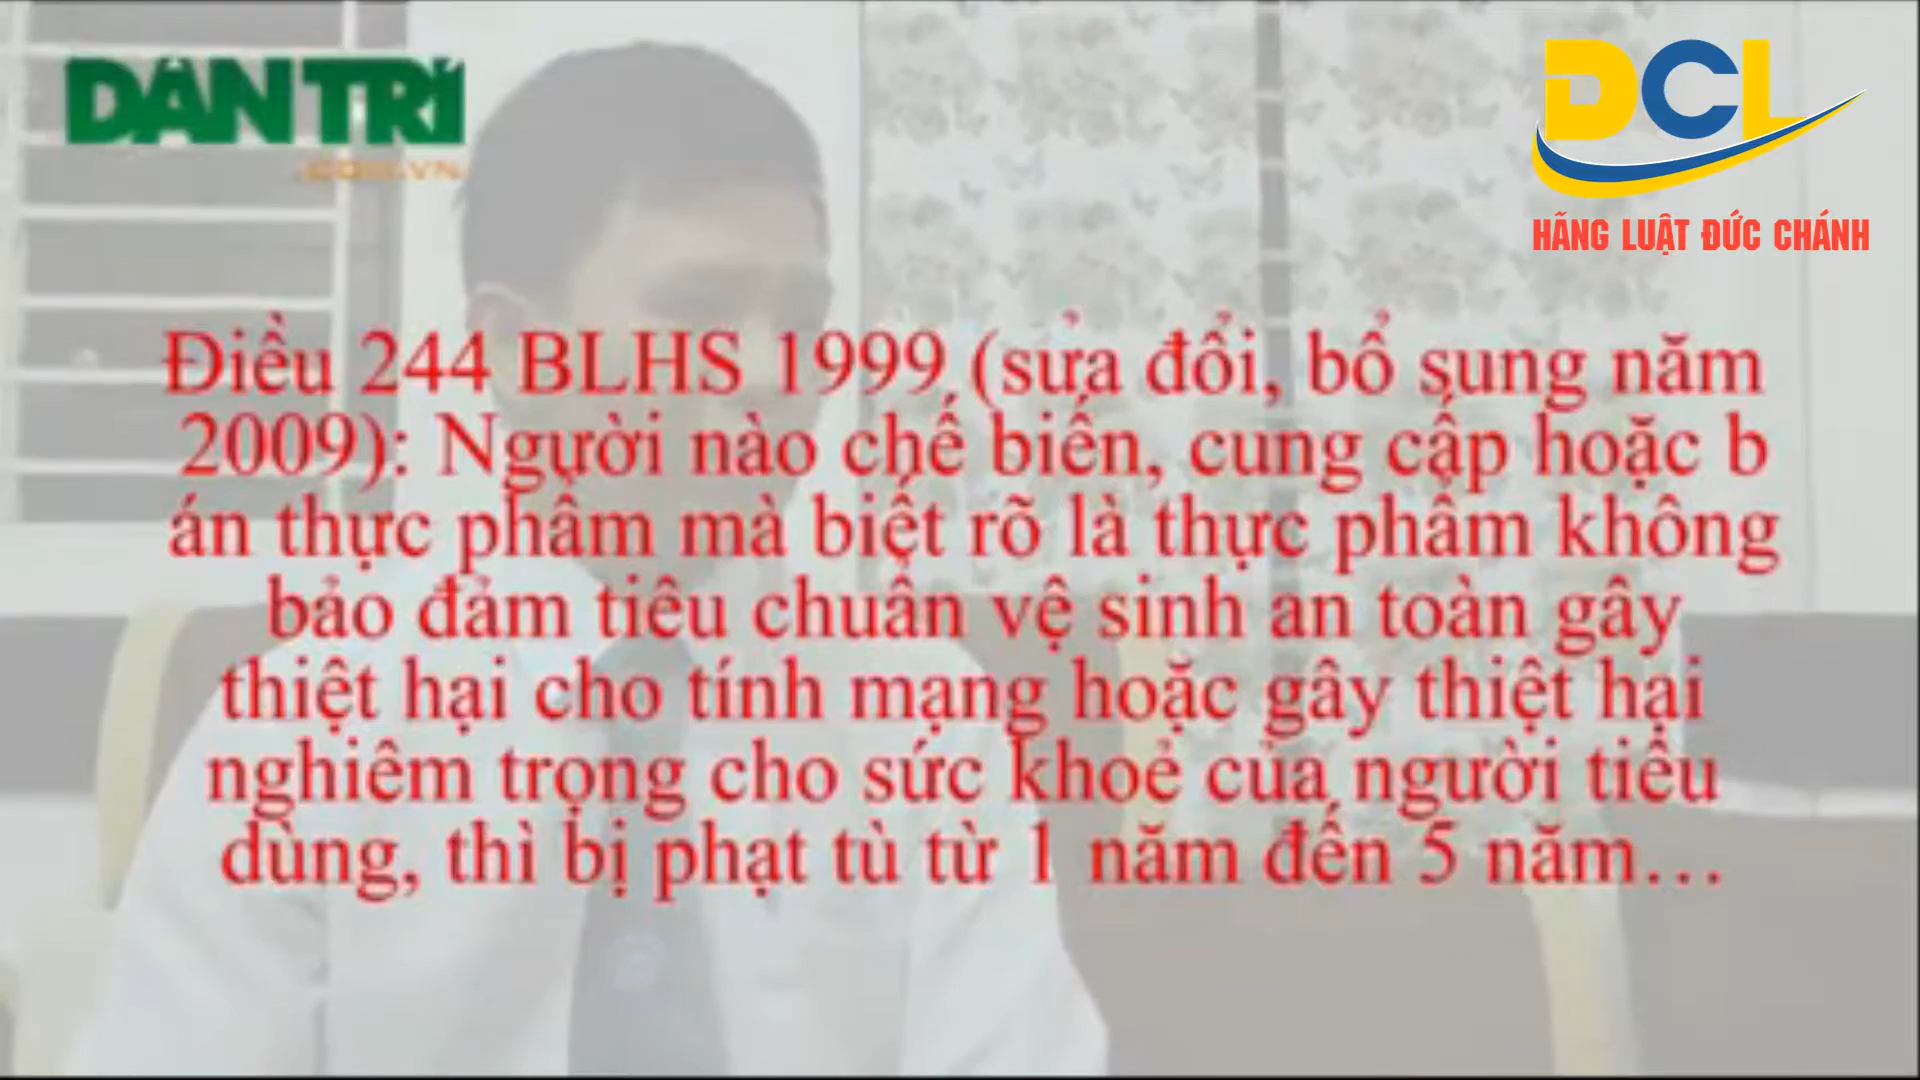 DÂN TRÍ
.com.vn
DCL
HÃNG LUẬT ĐỨC CHÁNH
Điều 244 BLHS 1999 (sửa đổi, bổ sung năm
2009): Người nào chế biến, cung cấp hoặc b
án thực phẩm mà biết rõ là thực phẩm không
bảo đảm tiêu chuẩn vệ sinh an toàn gây
thiệt hại cho tính mạng hoặc gây thiệt hại
nghiêm trọng cho sức khoẻ của người tiêu
dùng, thì bị phạt tù từ 1 năm đến 5 năm…